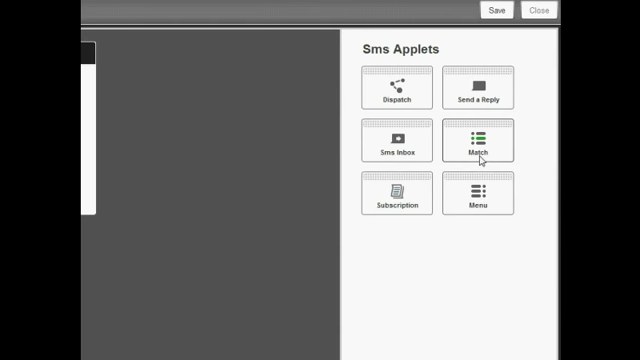 Save Close
Sms Applets
Dispatch Send a Reply
Sms Inbox Match
Subscription Menu